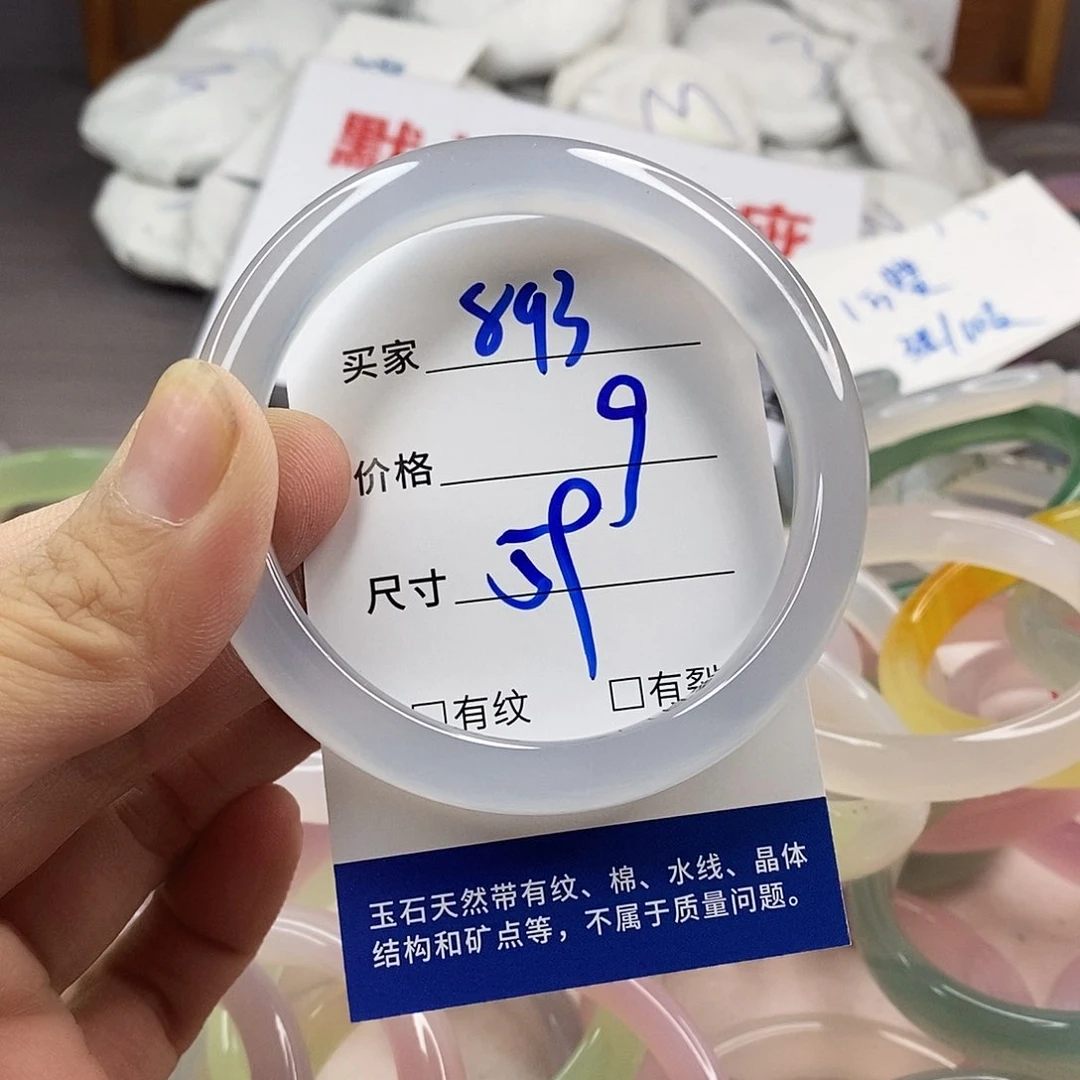 买家 893
价格 9
尺寸 59
□有纹 □有裂
玉石天然带有纹、棉、水线、晶体
结构和矿点等，不属于质量问题。